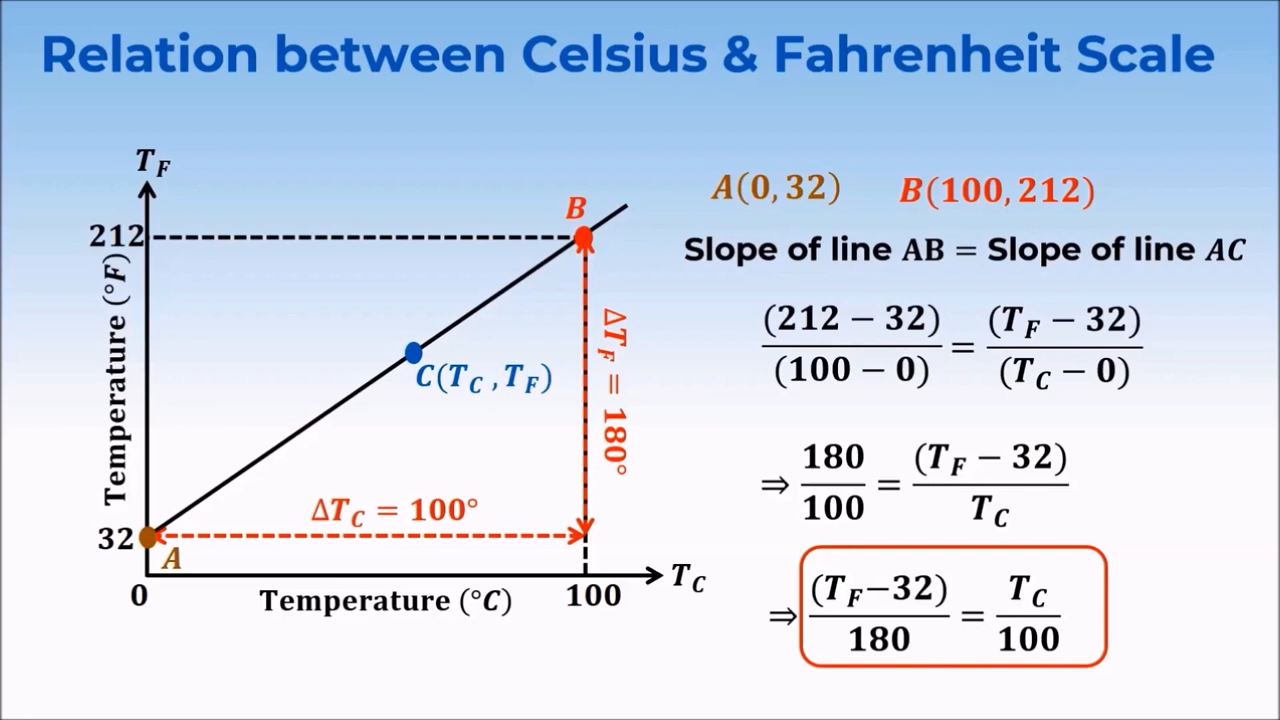 Relation between Celsius & Fahrenheit Scale
T_F
212
Temperature (°F)
32
A
B
C(T_C , T_F)
ΔT_F = 180°
ΔT_C = 100°
0
Temperature (°C)
100
T_C
A(0, 32) B(100, 212)
Slope of line AB = Slope of line AC
(212 − 32)/(100 − 0) = (T_F − 32)/(T_C − 0)
⇒ 180/100 = (T_F − 32)/T_C
⇒ (T_F−32)/180 = T_C/100